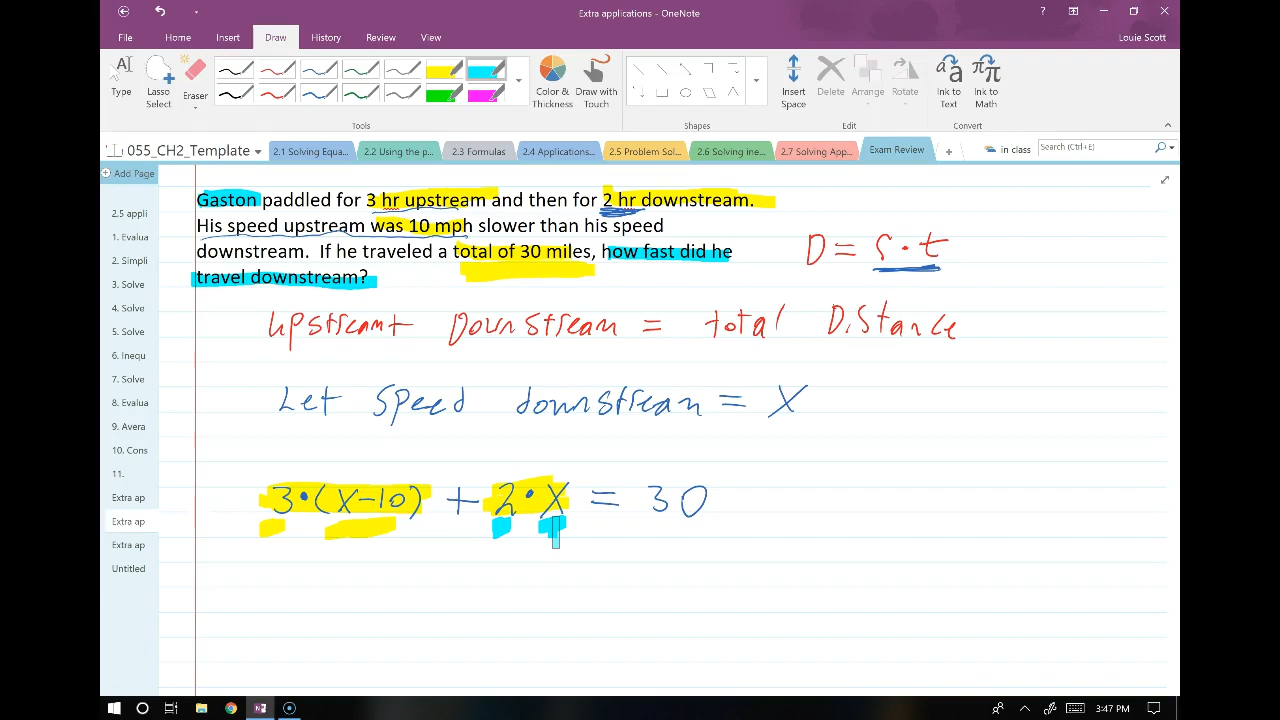 Extra applications - OneNote
File Home Insert Draw History Review View
Louie Scott
Type
Lasso Select
Eraser
Color & Thickness
Draw with Touch
Insert Space
Delete
Arrange
Rotate
Ink to Text
Ink to Math
Tools
Shapes
Edit
Convert
055_CH2_Template
2.1 Solving Equa...
2.2 Using the p...
2.3 Formulas
2.4 Applications...
2.5 Problem Sol...
2.6 Solving ine...
2.7 Solving App...
Exam Review
in class
Search (Ctrl+E)
Add Page
2.5 appli
1. Evalua
2. Simpli
3. Solve
4. Solve
5. Solve
6. Inequ
7. Solve
8. Evalua
9. Avera
10. Cons
11.
Extra ap
Extra ap
Extra ap
Untitled
Gaston paddled for 3 hr upstream and then for 2 hr downstream.
His speed upstream was 10 mph slower than his speed
downstream. If he traveled a total of 30 miles, how fast did he
travel downstream?
D = S·t
Upstream+ Downstream = total Distance
Let Speed downstream = X
3·(X-10) + 2·X = 30
3:47 PM